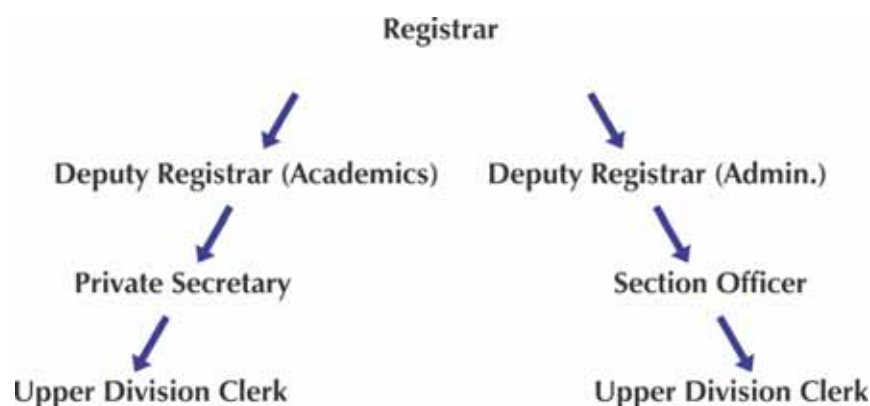 Registrar
Deputy Registrar (Academics) Deputy Registrar (Admin.)
Private Secretary Section Officer
Upper Division Clerk Upper Division Clerk